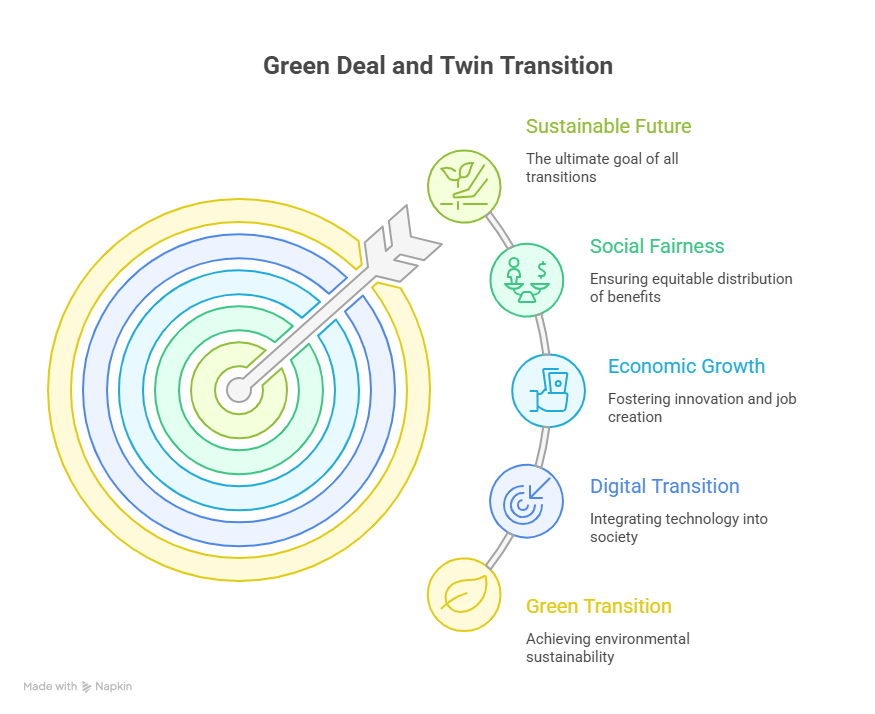 Green Deal and Twin Transition
Sustainable Future
The ultimate goal of all
transitions
Social Fairness
$
Ensuring equitable distribution
of benefits
Economic Growth
Fostering innovation and job
creation
Digital Transition
Integrating technology into
society
Green Transition
Achieving environmental
sustainability
Made with Napkin